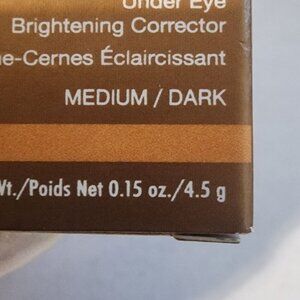 Under Eye
Brightening Corrector
e-Cernes Éclaircissant
MEDIUM / DARK
Wt./Poids Net 0.15 oz./4.5 g